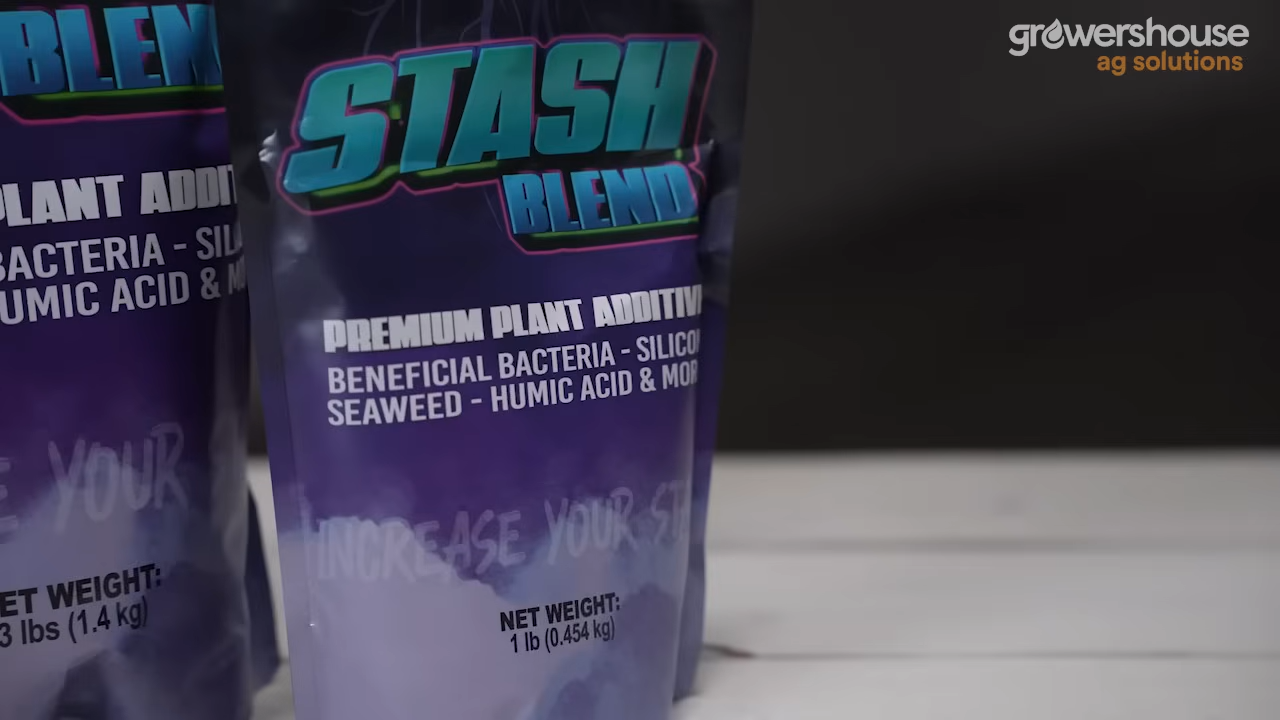 growershouse
ag solutions
BLEN
PLANT ADDIT
BACTERIA - SIL
UMIC ACID &
E YOUR
ET WEIGHT:
3 lbs (1.4 kg)
STASH
BLEND
PREMIUM PLANT ADDITIV
BENEFICIAL BACTERIA - SILICO
SEAWEED - HUMIC ACID & MOR
INCREASE YOUR ST
NET WEIGHT:
1 lb (0.454 kg)